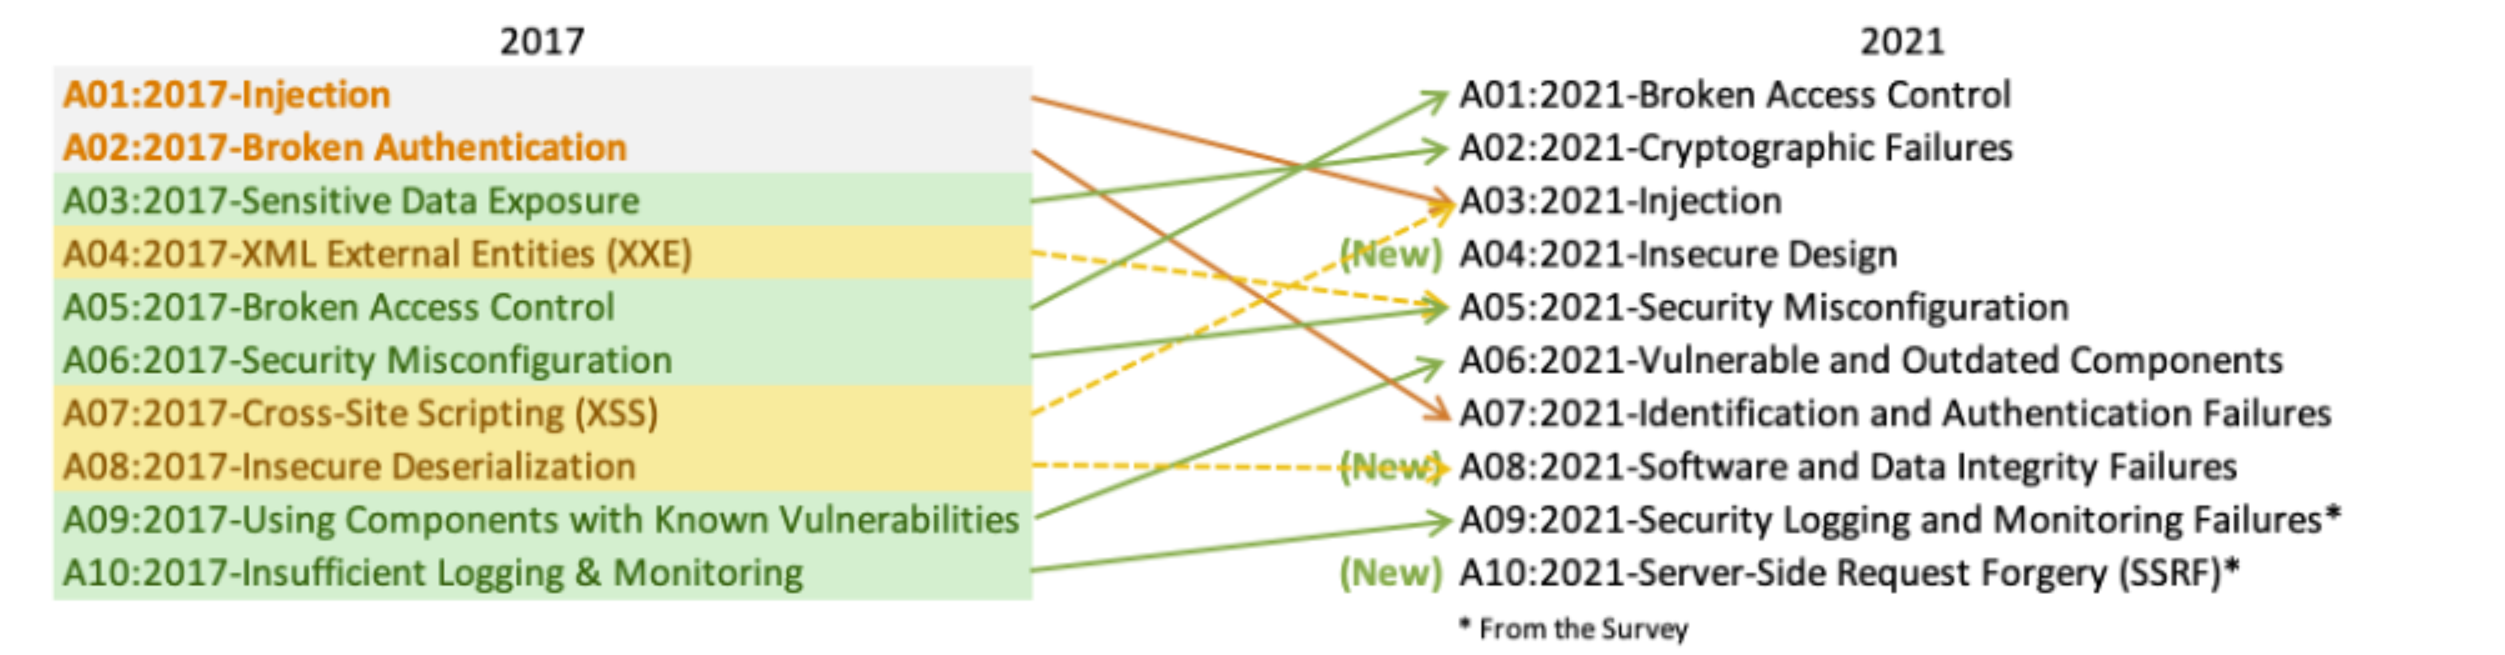 2017
A01:2017-Injection
A02:2017-Broken Authentication
A03:2017-Sensitive Data Exposure
A04:2017-XML External Entities (XXE)
A05:2017-Broken Access Control
A06:2017-Security Misconfiguration
A07:2017-Cross-Site Scripting (XSS)
A08:2017-Insecure Deserialization
A09:2017-Using Components with Known Vulnerabilities
A10:2017-Insufficient Logging & Monitoring
2021
A01:2021-Broken Access Control
A02:2021-Cryptographic Failures
A03:2021-Injection
(New) A04:2021-Insecure Design
A05:2021-Security Misconfiguration
A06:2021-Vulnerable and Outdated Components
A07:2021-Identification and Authentication Failures
(New) A08:2021-Software and Data Integrity Failures
A09:2021-Security Logging and Monitoring Failures*
(New) A10:2021-Server-Side Request Forgery (SSRF)*
* From the Survey